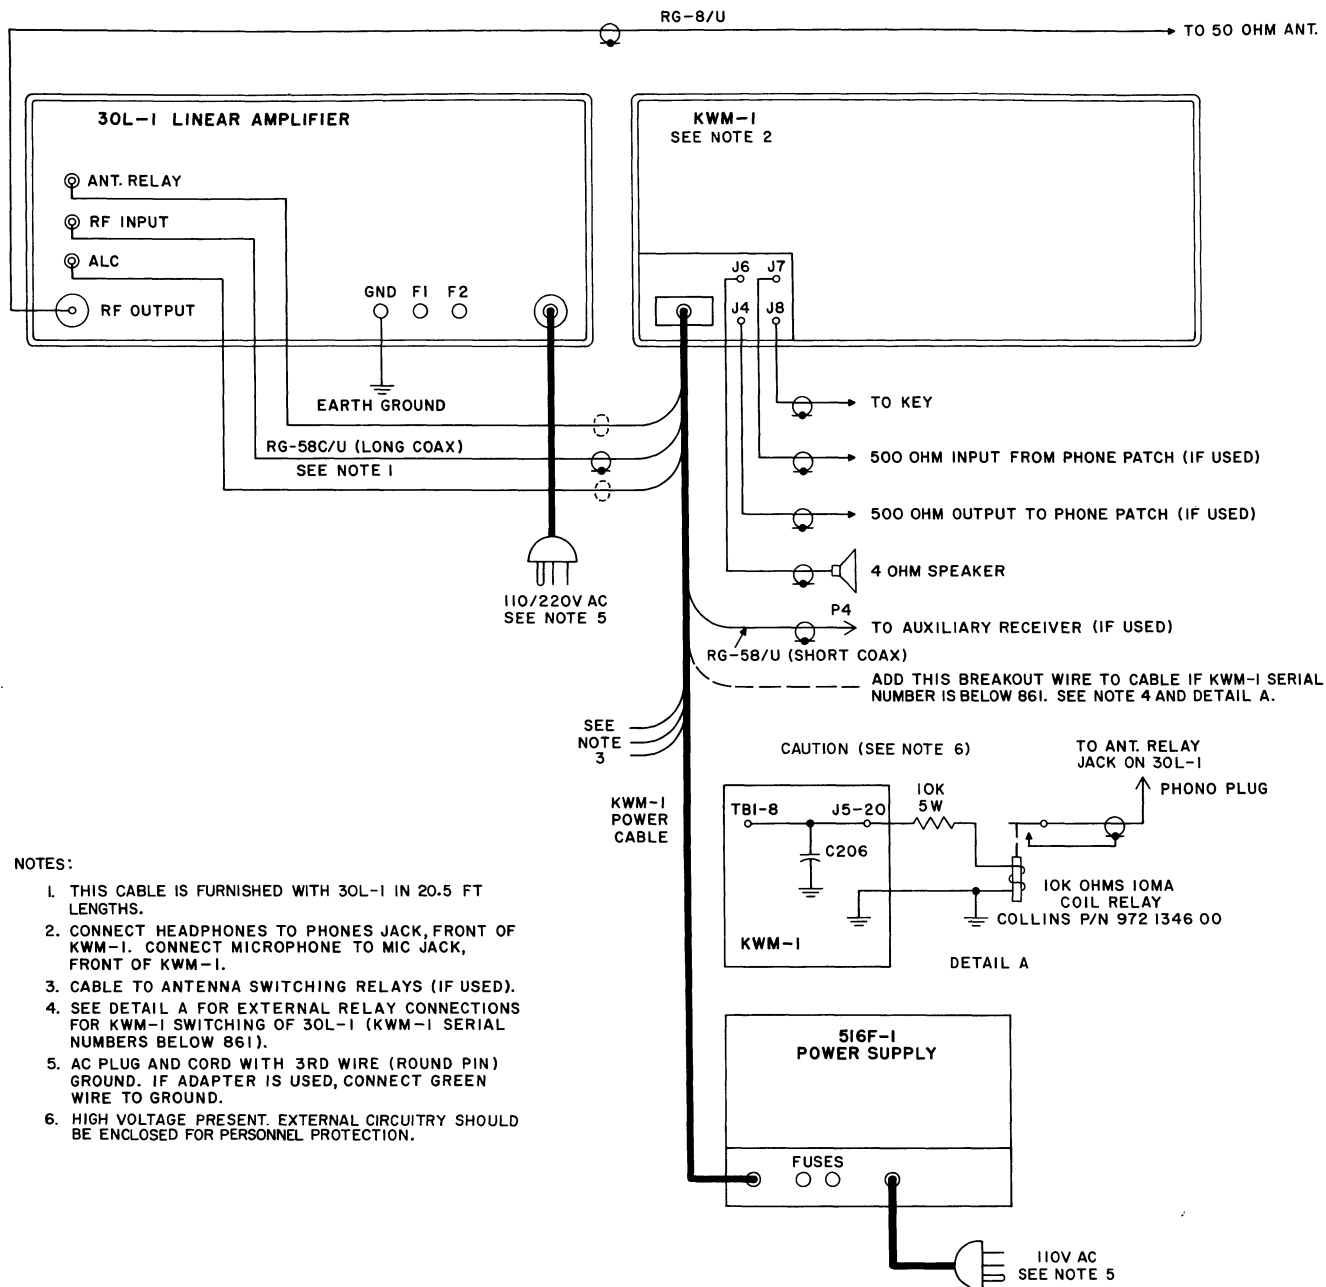 RG-8/U
TO 50 OHM ANT.
30L-1 LINEAR AMPLIFIER
ANT. RELAY
RF INPUT
ALC
RF OUTPUT
GND F1 F2
KWM-1
SEE NOTE 2
J6 J7
J4 J8
EARTH GROUND
RG-58C/U (LONG COAX)
SEE NOTE 1
110/220V AC
SEE NOTE 5
TO KEY
500 OHM INPUT FROM PHONE PATCH (IF USED)
500 OHM OUTPUT TO PHONE PATCH (IF USED)
4 OHM SPEAKER
P4
TO AUXILIARY RECEIVER (IF USED)
RG-58/U (SHORT COAX)
ADD THIS BREAKOUT WIRE TO CABLE IF KWM-1 SERIAL
NUMBER IS BELOW 861. SEE NOTE 4 AND DETAIL A.
SEE
NOTE
3
KWM-1
POWER
CABLE
CAUTION (SEE NOTE 6)
TO ANT. RELAY
JACK ON 30L-1
PHONO PLUG
TB1-8
J5-20
10K
5W
C206
KWM-1
10K OHMS 10MA
COIL RELAY
COLLINS P/N 972 1346 00
DETAIL A
516F-1
POWER SUPPLY
FUSES
110V AC
SEE NOTE 5
NOTES:
1. THIS CABLE IS FURNISHED WITH 30L-1 IN 20.5 FT
LENGTHS.
2. CONNECT HEADPHONES TO PHONES JACK, FRONT OF
KWM-1. CONNECT MICROPHONE TO MIC JACK,
FRONT OF KWM-1.
3. CABLE TO ANTENNA SWITCHING RELAYS (IF USED).
4. SEE DETAIL A FOR EXTERNAL RELAY CONNECTIONS
FOR KWM-1 SWITCHING OF 30L-1 (KWM-1 SERIAL
NUMBERS BELOW 861).
5. AC PLUG AND CORD WITH 3RD WIRE (ROUND PIN)
GROUND. IF ADAPTER IS USED, CONNECT GREEN
WIRE TO GROUND.
6. HIGH VOLTAGE PRESENT. EXTERNAL CIRCUITRY SHOULD
BE ENCLOSED FOR PERSONNEL PROTECTION.